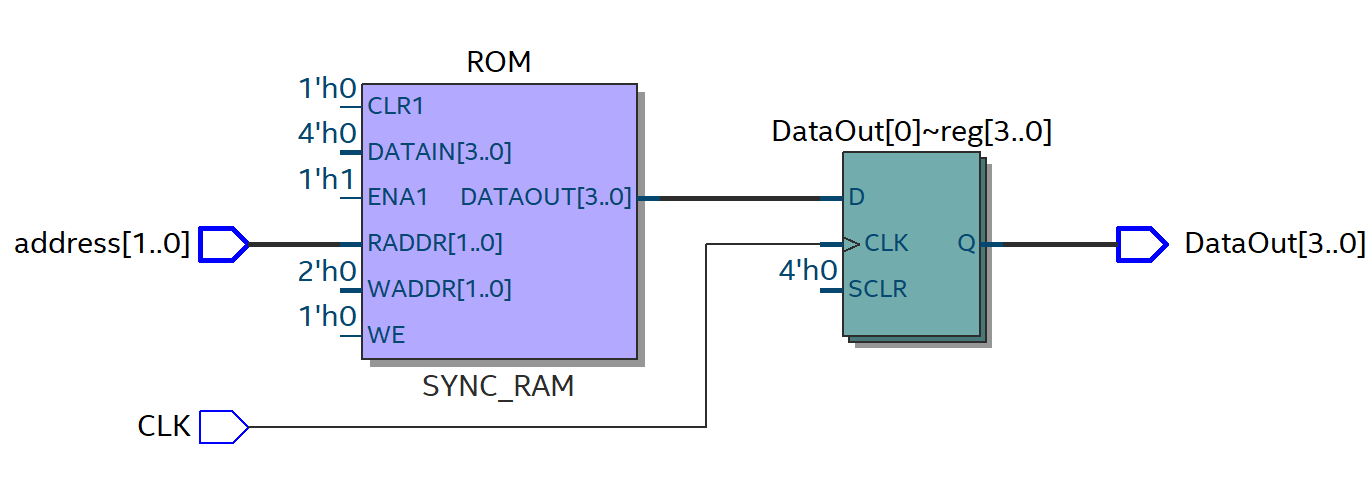 ROM
1'h0
CLR1
4'h0
DATAIN[3..0]
1'h1
ENA1
DATAOUT[3..0]
address[1..0]
RADDR[1..0]
2'h0
WADDR[1..0]
1'h0
WE
SYNC_RAM
CLK
DataOut[0]~reg[3..0]
D
CLK
Q
4'h0
SCLR
DataOut[3..0]